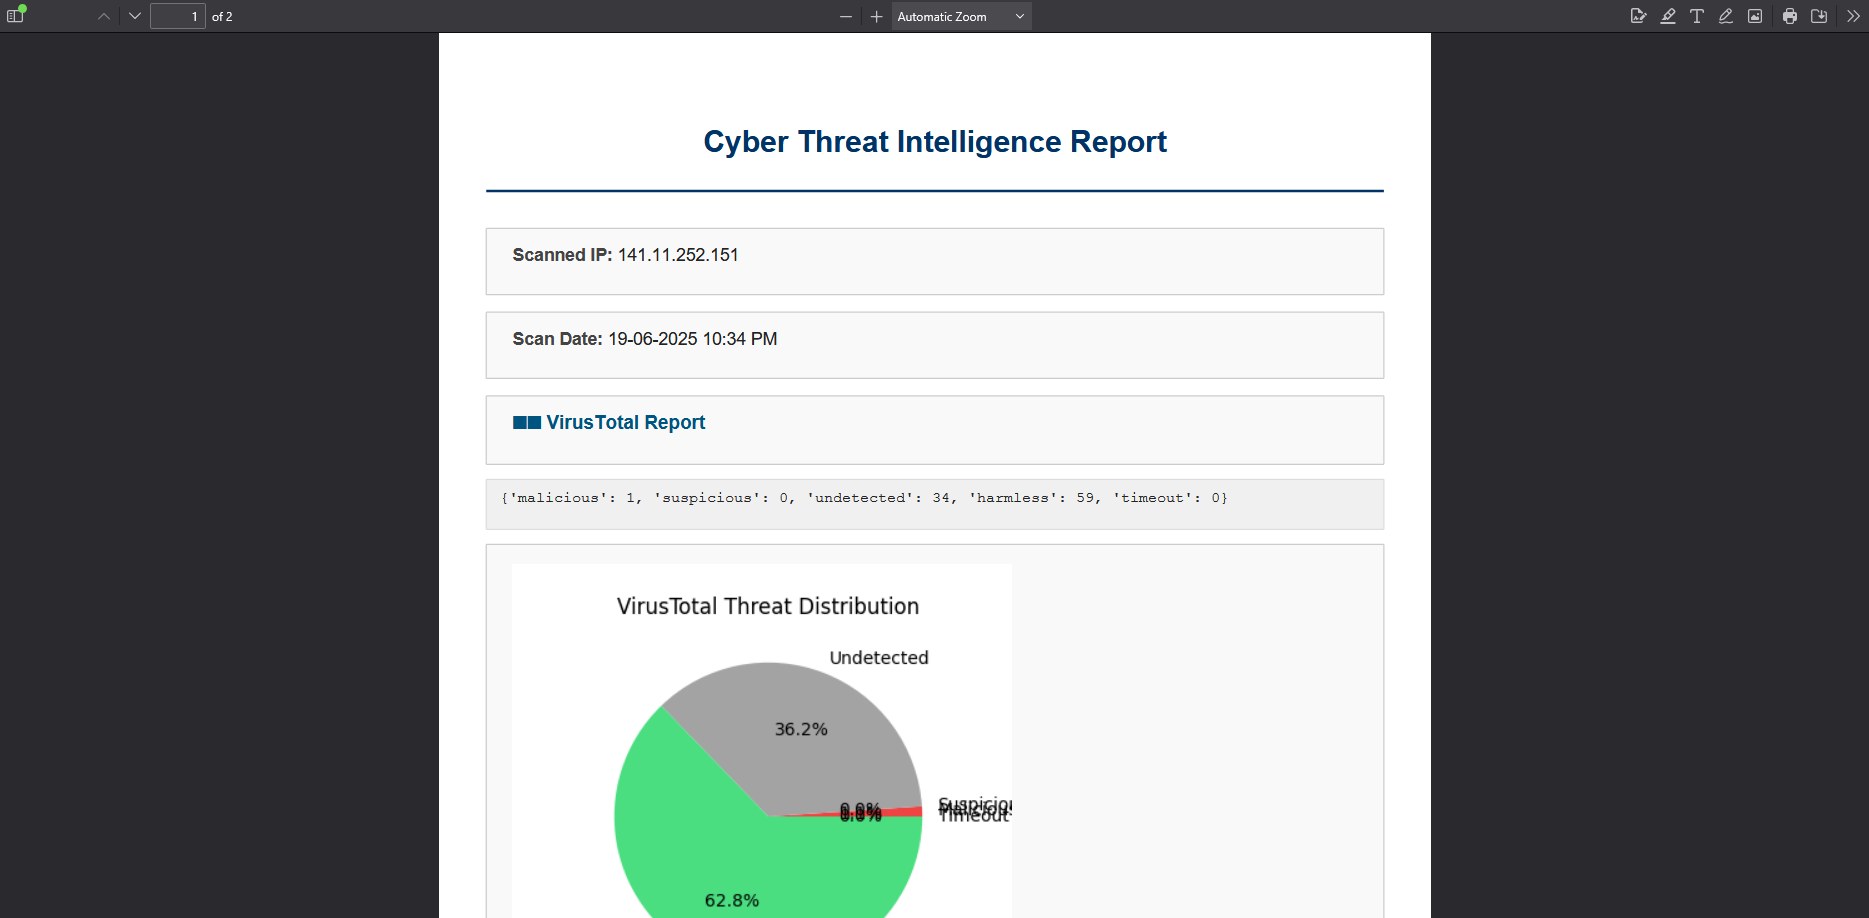 1 of 2
Automatic Zoom
Cyber Threat Intelligence Report
Scanned IP: 141.11.252.151
Scan Date: 19-06-2025 10:34 PM
VirusTotal Report
{'malicious': 1, 'suspicious': 0, 'undetected': 34, 'harmless': 59, 'timeout': 0}
VirusTotal Threat Distribution
Undetected
36.2%
Timeout
62.8%